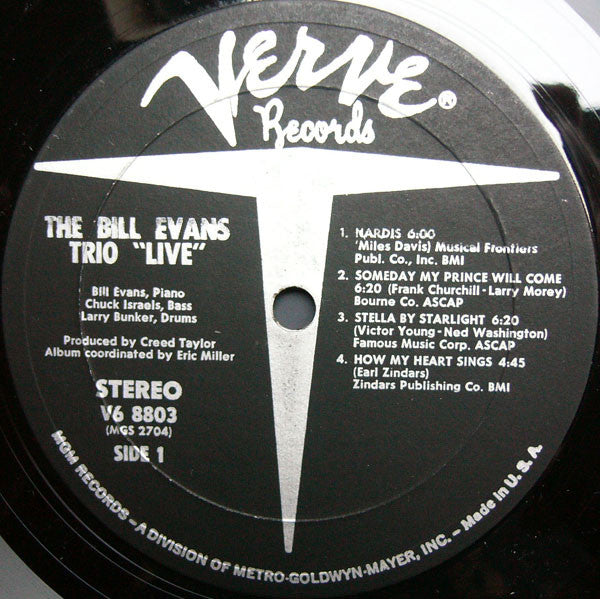 Verve®
Records
THE BILL EVANS
TRIO "LIVE"
Bill Evans, Piano
Chuck Israels, Bass
Larry Bunker, Drums
Produced by Creed Taylor
Album coordinated by Eric Miller
STEREO
V6 8803
(MGS 2704)
SIDE 1
1. NARDIS 6:00
'Miles Davis) Musical Frontiers
Publ. Co., Inc. BMI
2. SOMEDAY MY PRINCE WILL COME
6:20 (Frank Churchill-Larry Morey)
Bourne Co. ASCAP
3. STELLA BY STARLIGHT 6:20
(Victor Young-Ned Washington)
Famous Music Corp. ASCAP
4. HOW MY HEART SINGS 4:45
(Earl Zindars)
Zindars Publishing Co. BMI
MGM RECORDS-A DIVISION OF METRO-GOLDWYN-MAYER, INC.-Made in U. S. A.